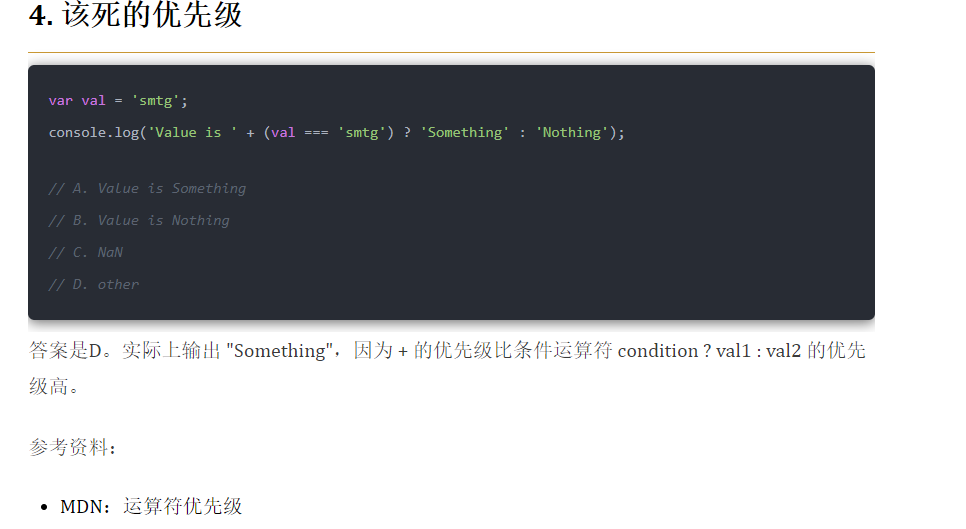 4. 该死的优先级
var val = 'smtg';
console.log('Value is ' + (val === 'smtg') ? 'Something' : 'Nothing');
// A. Value is Something
// B. Value is Nothing
// C. NaN
// D. other
答案是D。实际上输出 "Something"，因为 + 的优先级比条件运算符 condition ? val1 : val2 的优先
级高。
参考资料：
• MDN：运算符优先级